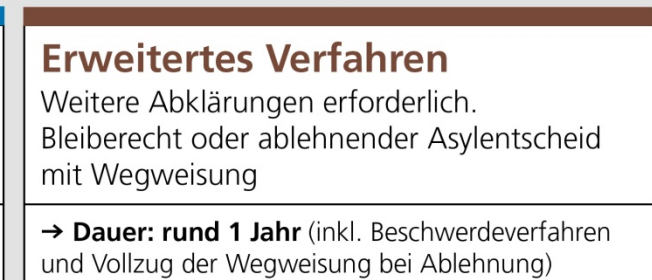 Erweitertes Verfahren
Weitere Abklärungen erforderlich.
Bleiberecht oder ablehnender Asylentscheid
mit Wegweisung
→ Dauer: rund 1 Jahr (inkl. Beschwerdeverfahren
und Vollzug der Wegweisung bei Ablehnung)